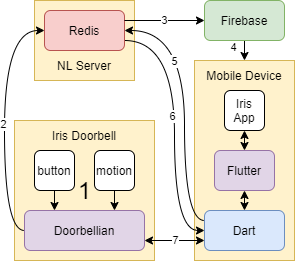 Redis
3
Firebase
4
NL Server
5
Mobile Device
6
Iris
App
2
Iris Doorbell
button
motion
1
Flutter
Doorbellian
7
Dart